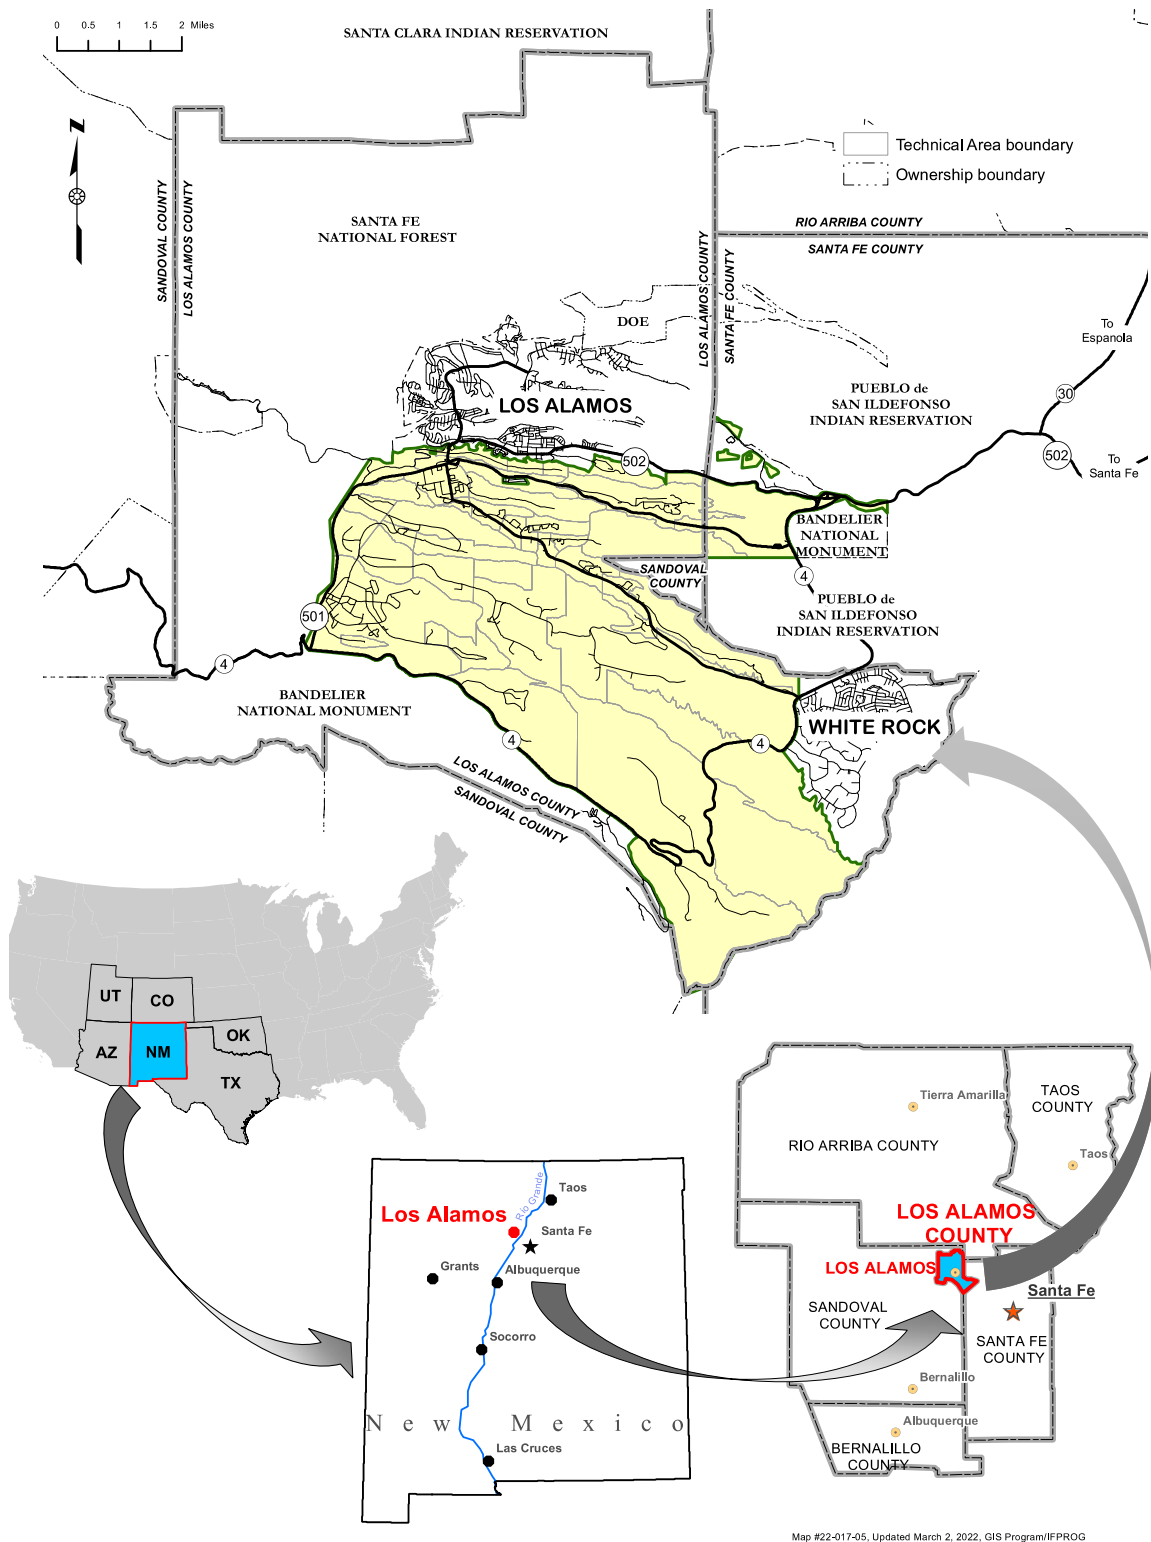 0 0.5 1 1.5 2 Miles
SANTA CLARA INDIAN RESERVATION
N
Technical Area boundary
Ownership boundary
SANDOVAL COUNTY
LOS ALAMOS COUNTY
SANTA FE
NATIONAL FOREST
RIO ARRIBA COUNTY
SANTA FE COUNTY
LOS ALAMOS COUNTY
SANTA FE COUNTY
DOE
To
Espanola
PUEBLO de
SAN ILDEFONSO
INDIAN RESERVATION
30
LOS ALAMOS
502
502
To
Santa Fe
BANDELIER
NATIONAL
MONUMENT
SANDOVAL
COUNTY
4
PUEBLO de
SAN ILDEFONSO
INDIAN RESERVATION
501
4
BANDELIER
NATIONAL MONUMENT
WHITE ROCK
4
4
LOS ALAMOS COUNTY
SANDOVAL COUNTY
UT
CO
AZ
NM
OK
TX
Taos
Rio Grande
Los Alamos
Santa Fe
Grants
Albuquerque
Socorro
New Mexico
Las Cruces
Tierra Amarilla
TAOS
COUNTY
RIO ARRIBA COUNTY
Taos
LOS ALAMOS
COUNTY
LOS ALAMOS
Santa Fe
SANDOVAL
COUNTY
SANTA FE
COUNTY
Bernalillo
Albuquerque
BERNALILLO
COUNTY
Map #22-017-05, Updated March 2, 2022, GIS Program/IFPROG